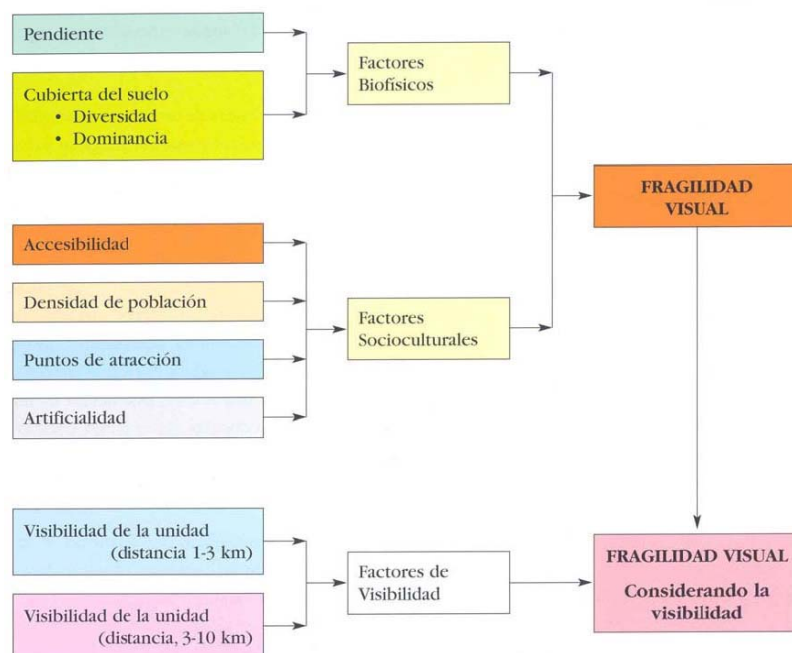 Pendiente
Cubierta del suelo
• Diversidad
• Dominancia
Factores
Biofísicos
FRAGILIDAD
VISUAL
Accesibilidad
Densidad de población
Puntos de atracción
Artificialidad
Factores
Socioculturales
Visibilidad de la unidad
(distancia 1-3 km)
Visibilidad de la unidad
(distancia, 3-10 km)
Factores de
Visibilidad
FRAGILIDAD VISUAL
Considerando la
visibilidad